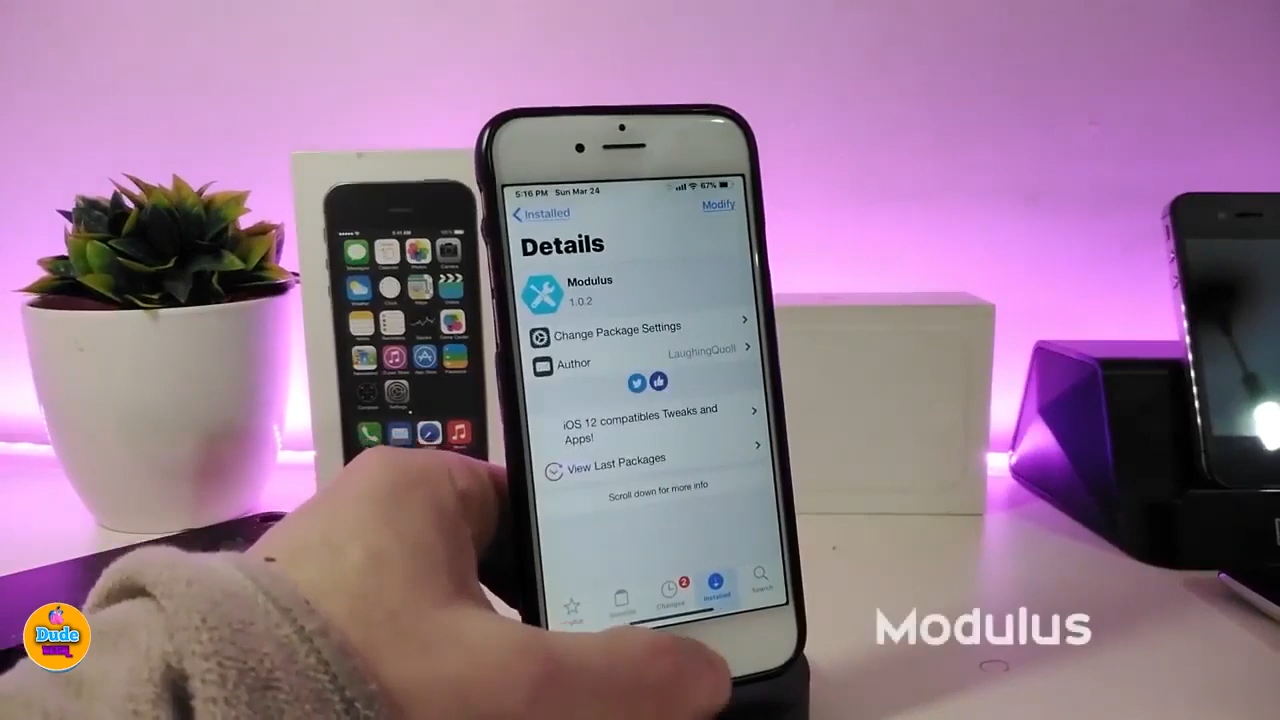 5:16 PM Sun Mar 24
67%
Installed
Modify
Details
Modulus
1.0.2
Change Package Settings
Author
LaughingQuoll
iOS 12 compatibles Tweaks and
Apps!
View Last Packages
Scroll down for more info
2
Changes
Installed
Search
Modulus
Dude